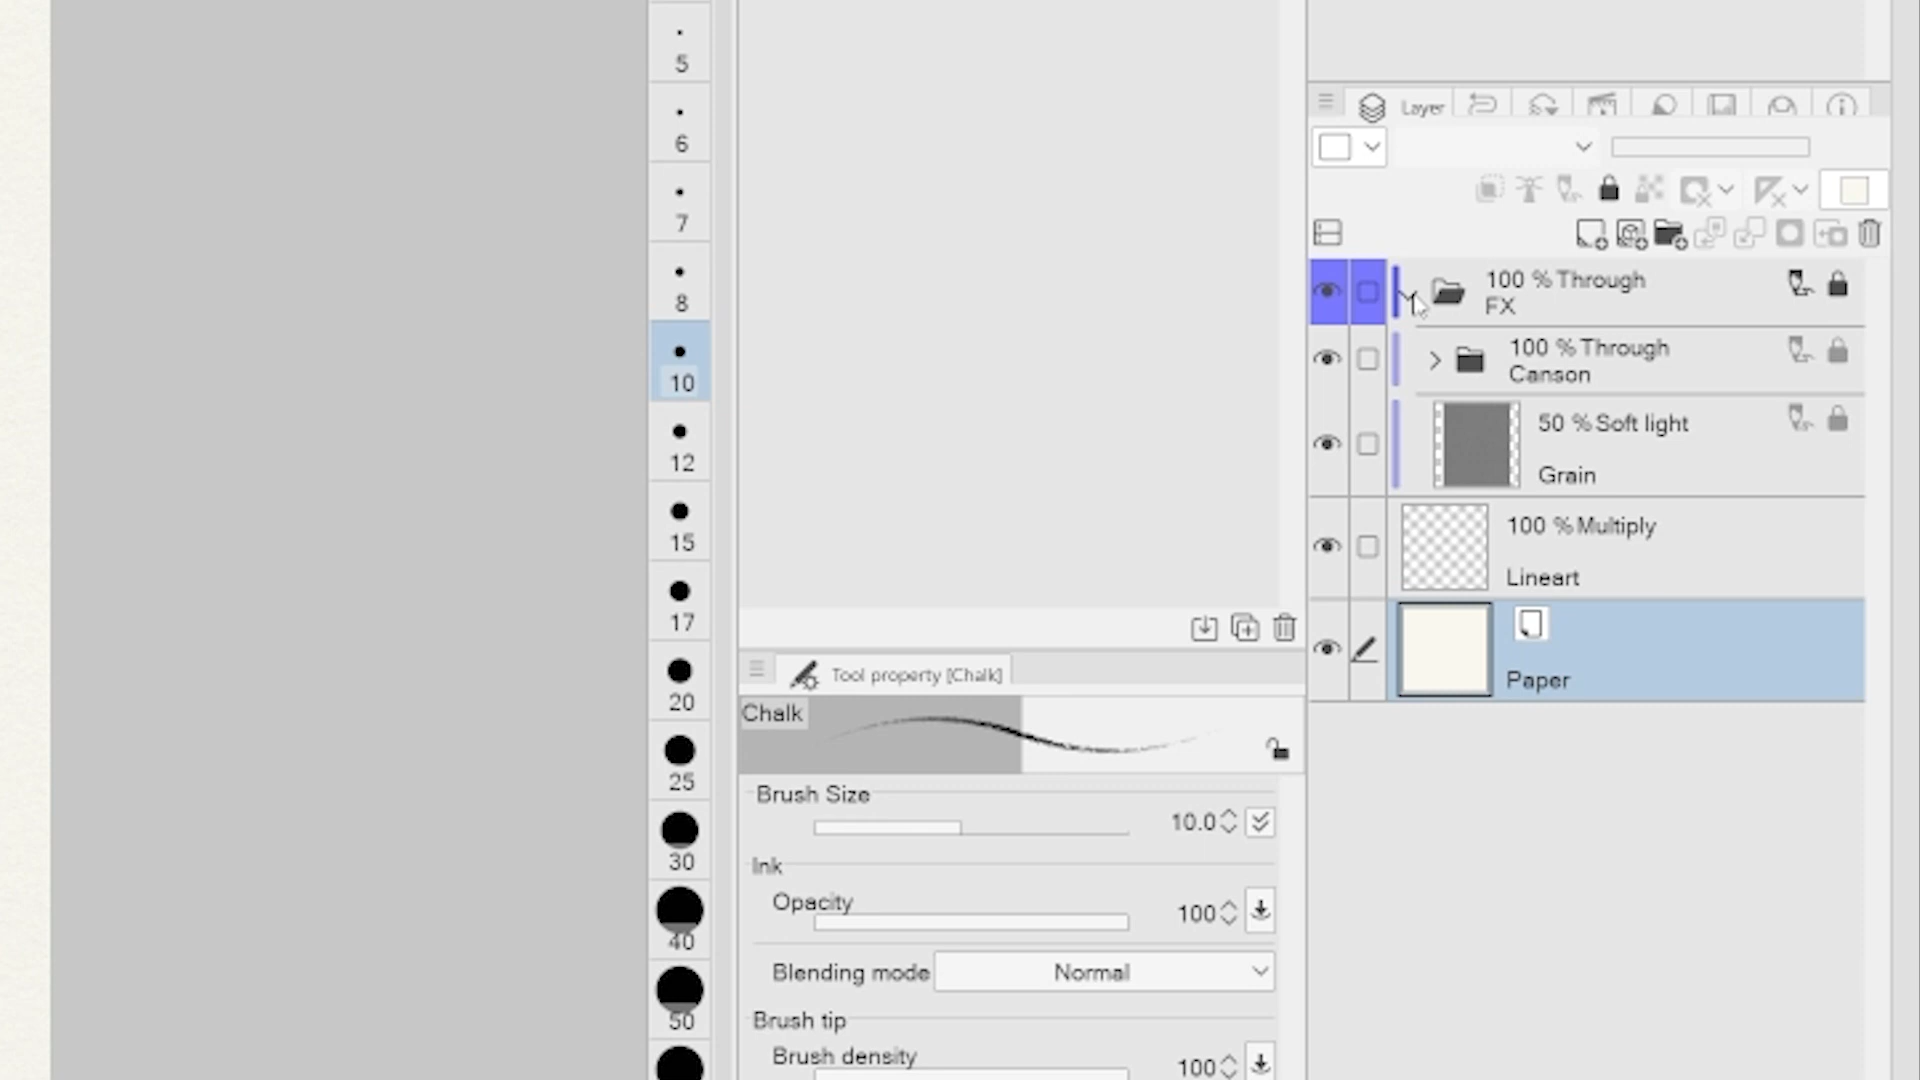 5
6
7
8
10
12
15
17
20
25
30
40
50
Tool property [Chalk]
Chalk
Brush Size
10.0
Ink
Opacity
100
Blending mode
Normal
Brush tip
Brush density
100
Layer
100 % Through
FX
100 % Through
Canson
50 % Soft light
Grain
100 % Multiply
Lineart
Paper